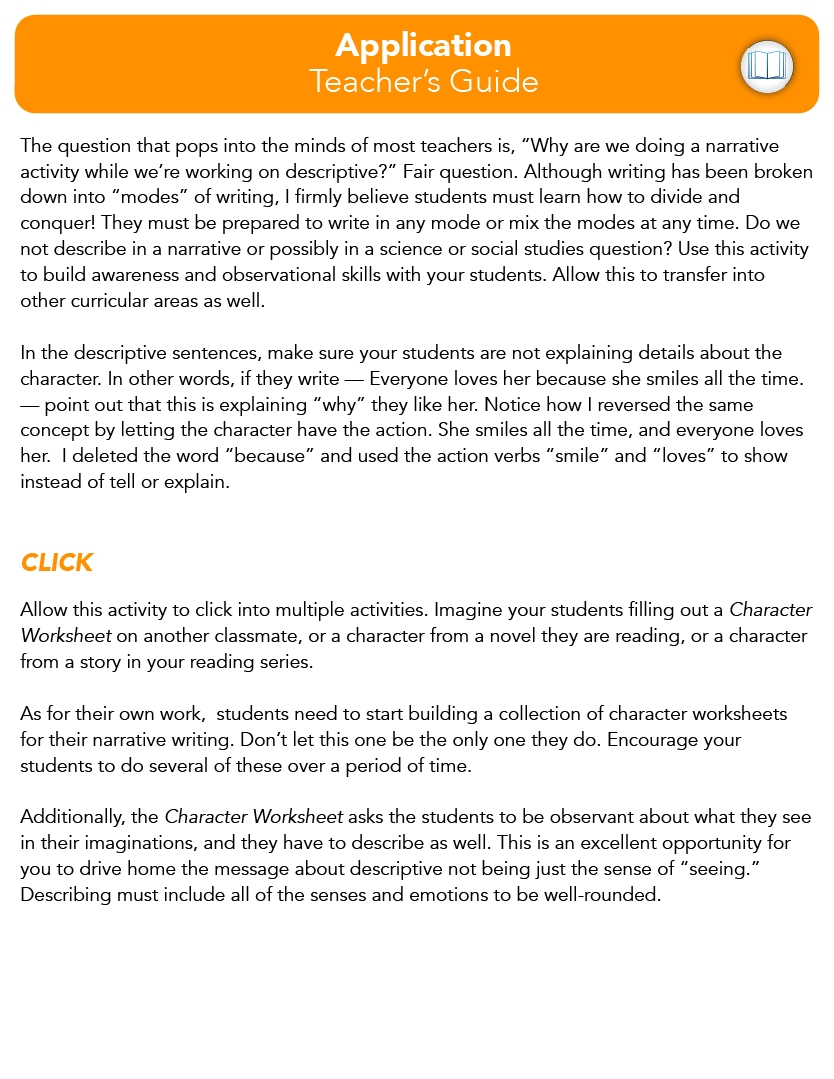 Application
Teacher’s Guide
The question that pops into the minds of most teachers is, “Why are we doing a narrative
activity while we’re working on descriptive?” Fair question. Although writing has been broken
down into “modes” of writing, I firmly believe students must learn how to divide and
conquer! They must be prepared to write in any mode or mix the modes at any time. Do we
not describe in a narrative or possibly in a science or social studies question? Use this activity
to build awareness and observational skills with your students. Allow this to transfer into
other curricular areas as well.
In the descriptive sentences, make sure your students are not explaining details about the
character. In other words, if they write — Everyone loves her because she smiles all the time.
— point out that this is explaining “why” they like her. Notice how I reversed the same
concept by letting the character have the action. She smiles all the time, and everyone loves
her.  I deleted the word “because” and used the action verbs “smile” and “loves” to show
instead of tell or explain.
CLICK
Allow this activity to click into multiple activities. Imagine your students filling out a Character
Worksheet on another classmate, or a character from a novel they are reading, or a character
from a story in your reading series.
As for their own work,  students need to start building a collection of character worksheets
for their narrative writing. Don’t let this one be the only one they do. Encourage your
students to do several of these over a period of time.
Additionally, the Character Worksheet asks the students to be observant about what they see
in their imaginations, and they have to describe as well. This is an excellent opportunity for
you to drive home the message about descriptive not being just the sense of “seeing.”
Describing must include all of the senses and emotions to be well-rounded.